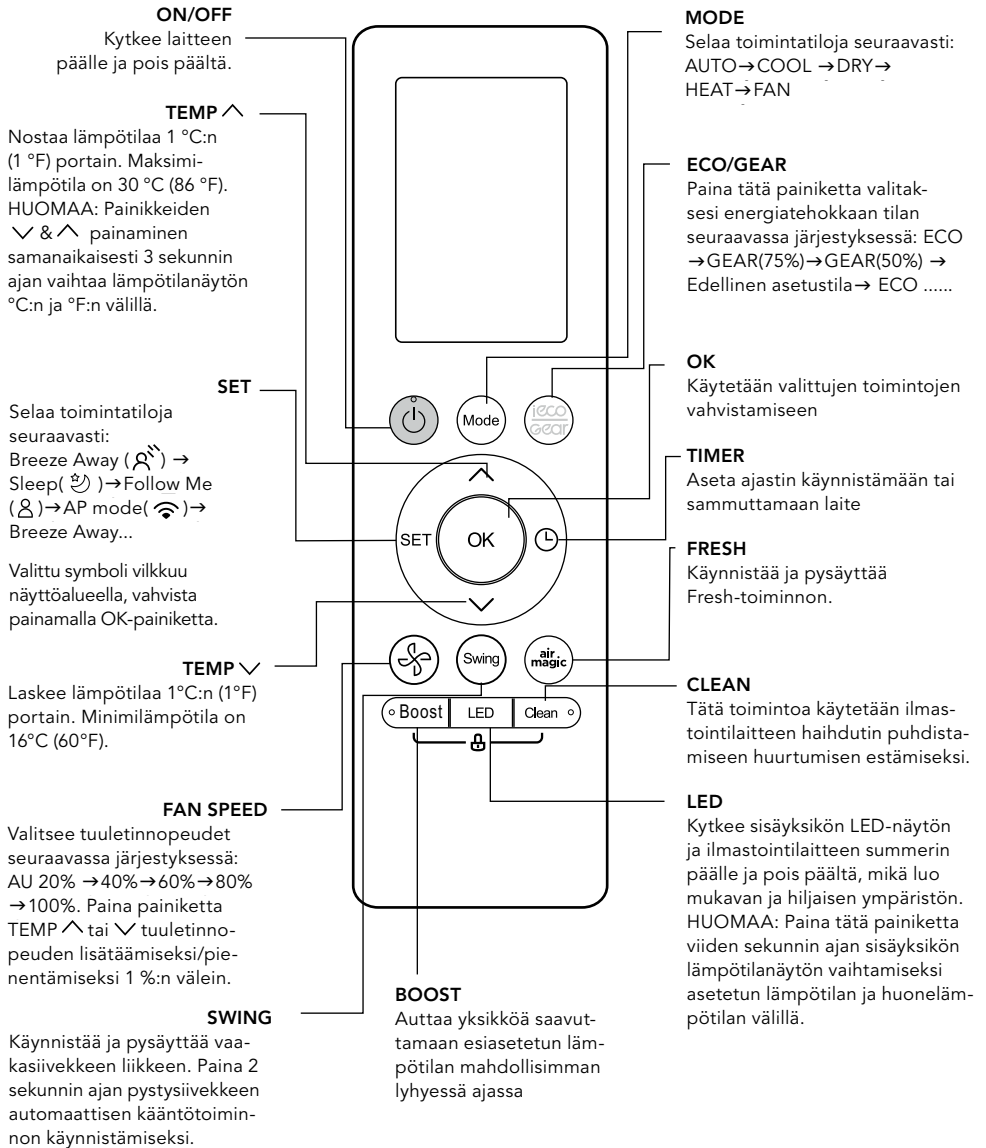 ON/OFF
Kytkee laitteen
päälle ja pois päältä.
TEMP
Nostaa lämpötilaa 1 °C:n
(1 °F) portain. Maksimi-
lämpötila on 30 °C (86 °F).
HUOMAA: Painikkeiden
& painaminen
samanaikaisesti 3 sekunnin
ajan vaihtaa lämpötilanäytön
°C:n ja °F:n välillä.
SET
Selaa toimintatiloja
seuraavasti:
Breeze Away ( ) →
Sleep( )→Follow Me
( )→AP mode( )→
Breeze Away...
Valittu symboli vilkkuu
näyttöalueella, vahvista
painamalla OK-painiketta.
TEMP
Laskee lämpötilaa 1°C:n (1°F)
portain. Minimilämpötila on
16°C (60°F).
FAN SPEED
Valitsee tuuletinnopeudet
seuraavassa järjestyksessä:
AU 20% →40%→60%→80%
→100%. Paina painiketta
TEMP tai tuuletinno-
peuden lisätäämiseksi/pie-
nentämiseksi 1 %:n välein.
SWING
Käynnistää ja pysäyttää vaa-
kasiivekkeen liikkeen. Paina 2
sekunnin ajan pystysiivekkeen
automaattisen kääntötoimin-
non käynnistämiseksi.
Mode
ieco
Gear
SET
OK
Swing
air
magic
Boost
LED
Clean
BOOST
Auttaa yksikköä saavut-
tamaan esiasetetun läm-
pötilan mahdollisimman
lyhyessä ajassa
MODE
Selaa toimintatiloja seuraavasti:
AUTO→COOL →DRY→
HEAT→FAN
ECO/GEAR
Paina tätä painiketta valitak-
sesi energiatehokkaan tilan
seuraavassa järjestyksessä: ECO
→GEAR(75%)→GEAR(50%) →
Edellinen asetustila→ ECO ......
OK
Käytetään valittujen toimintojen
vahvistamiseen
TIMER
Aseta ajastin käynnistämään tai
sammuttamaan laite
FRESH
Käynnistää ja pysäyttää
Fresh-toiminnon.
CLEAN
Tätä toimintoa käytetään ilmas-
tointilaitteen haihdutin puhdista-
miseen huurtumisen estämiseksi.
LED
Kytkee sisäyksikön LED-näytön
ja ilmastointilaitteen summerin
päälle ja pois päältä, mikä luo
mukavan ja hiljaisen ympäristön.
HUOMAA: Paina tätä painiketta
viiden sekunnin ajan sisäyksikön
lämpötilanäytön vaihtamiseksi
asetetun lämpötilan ja huoneläm-
pötilan välillä.